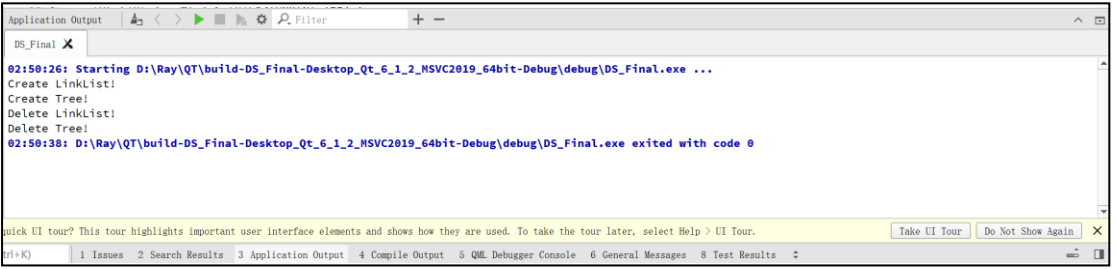 Application Output Filter
DS_Final
02:50:26: Starting D:\Ray\QT\build-DS_Final-Desktop_Qt_6_1_2_MSVC2019_64bit-Debug\debug\DS_Final.exe ...
Create LinkList!
Create Tree!
Delete LinkList!
Delete Tree!
02:50:38: D:\Ray\QT\build-DS_Final-Desktop_Qt_6_1_2_MSVC2019_64bit-Debug\debug\DS_Final.exe exited with code 0
quick UI tour? This tour highlights important user interface elements and shows how they are used. To take the tour later, select Help > UI Tour. Take UI Tour Do Not Show Again
trl+K) 1 Issues 2 Search Results 3 Application Output 4 Compile Output 5 QML Debugger Console 6 General Messages 8 Test Results